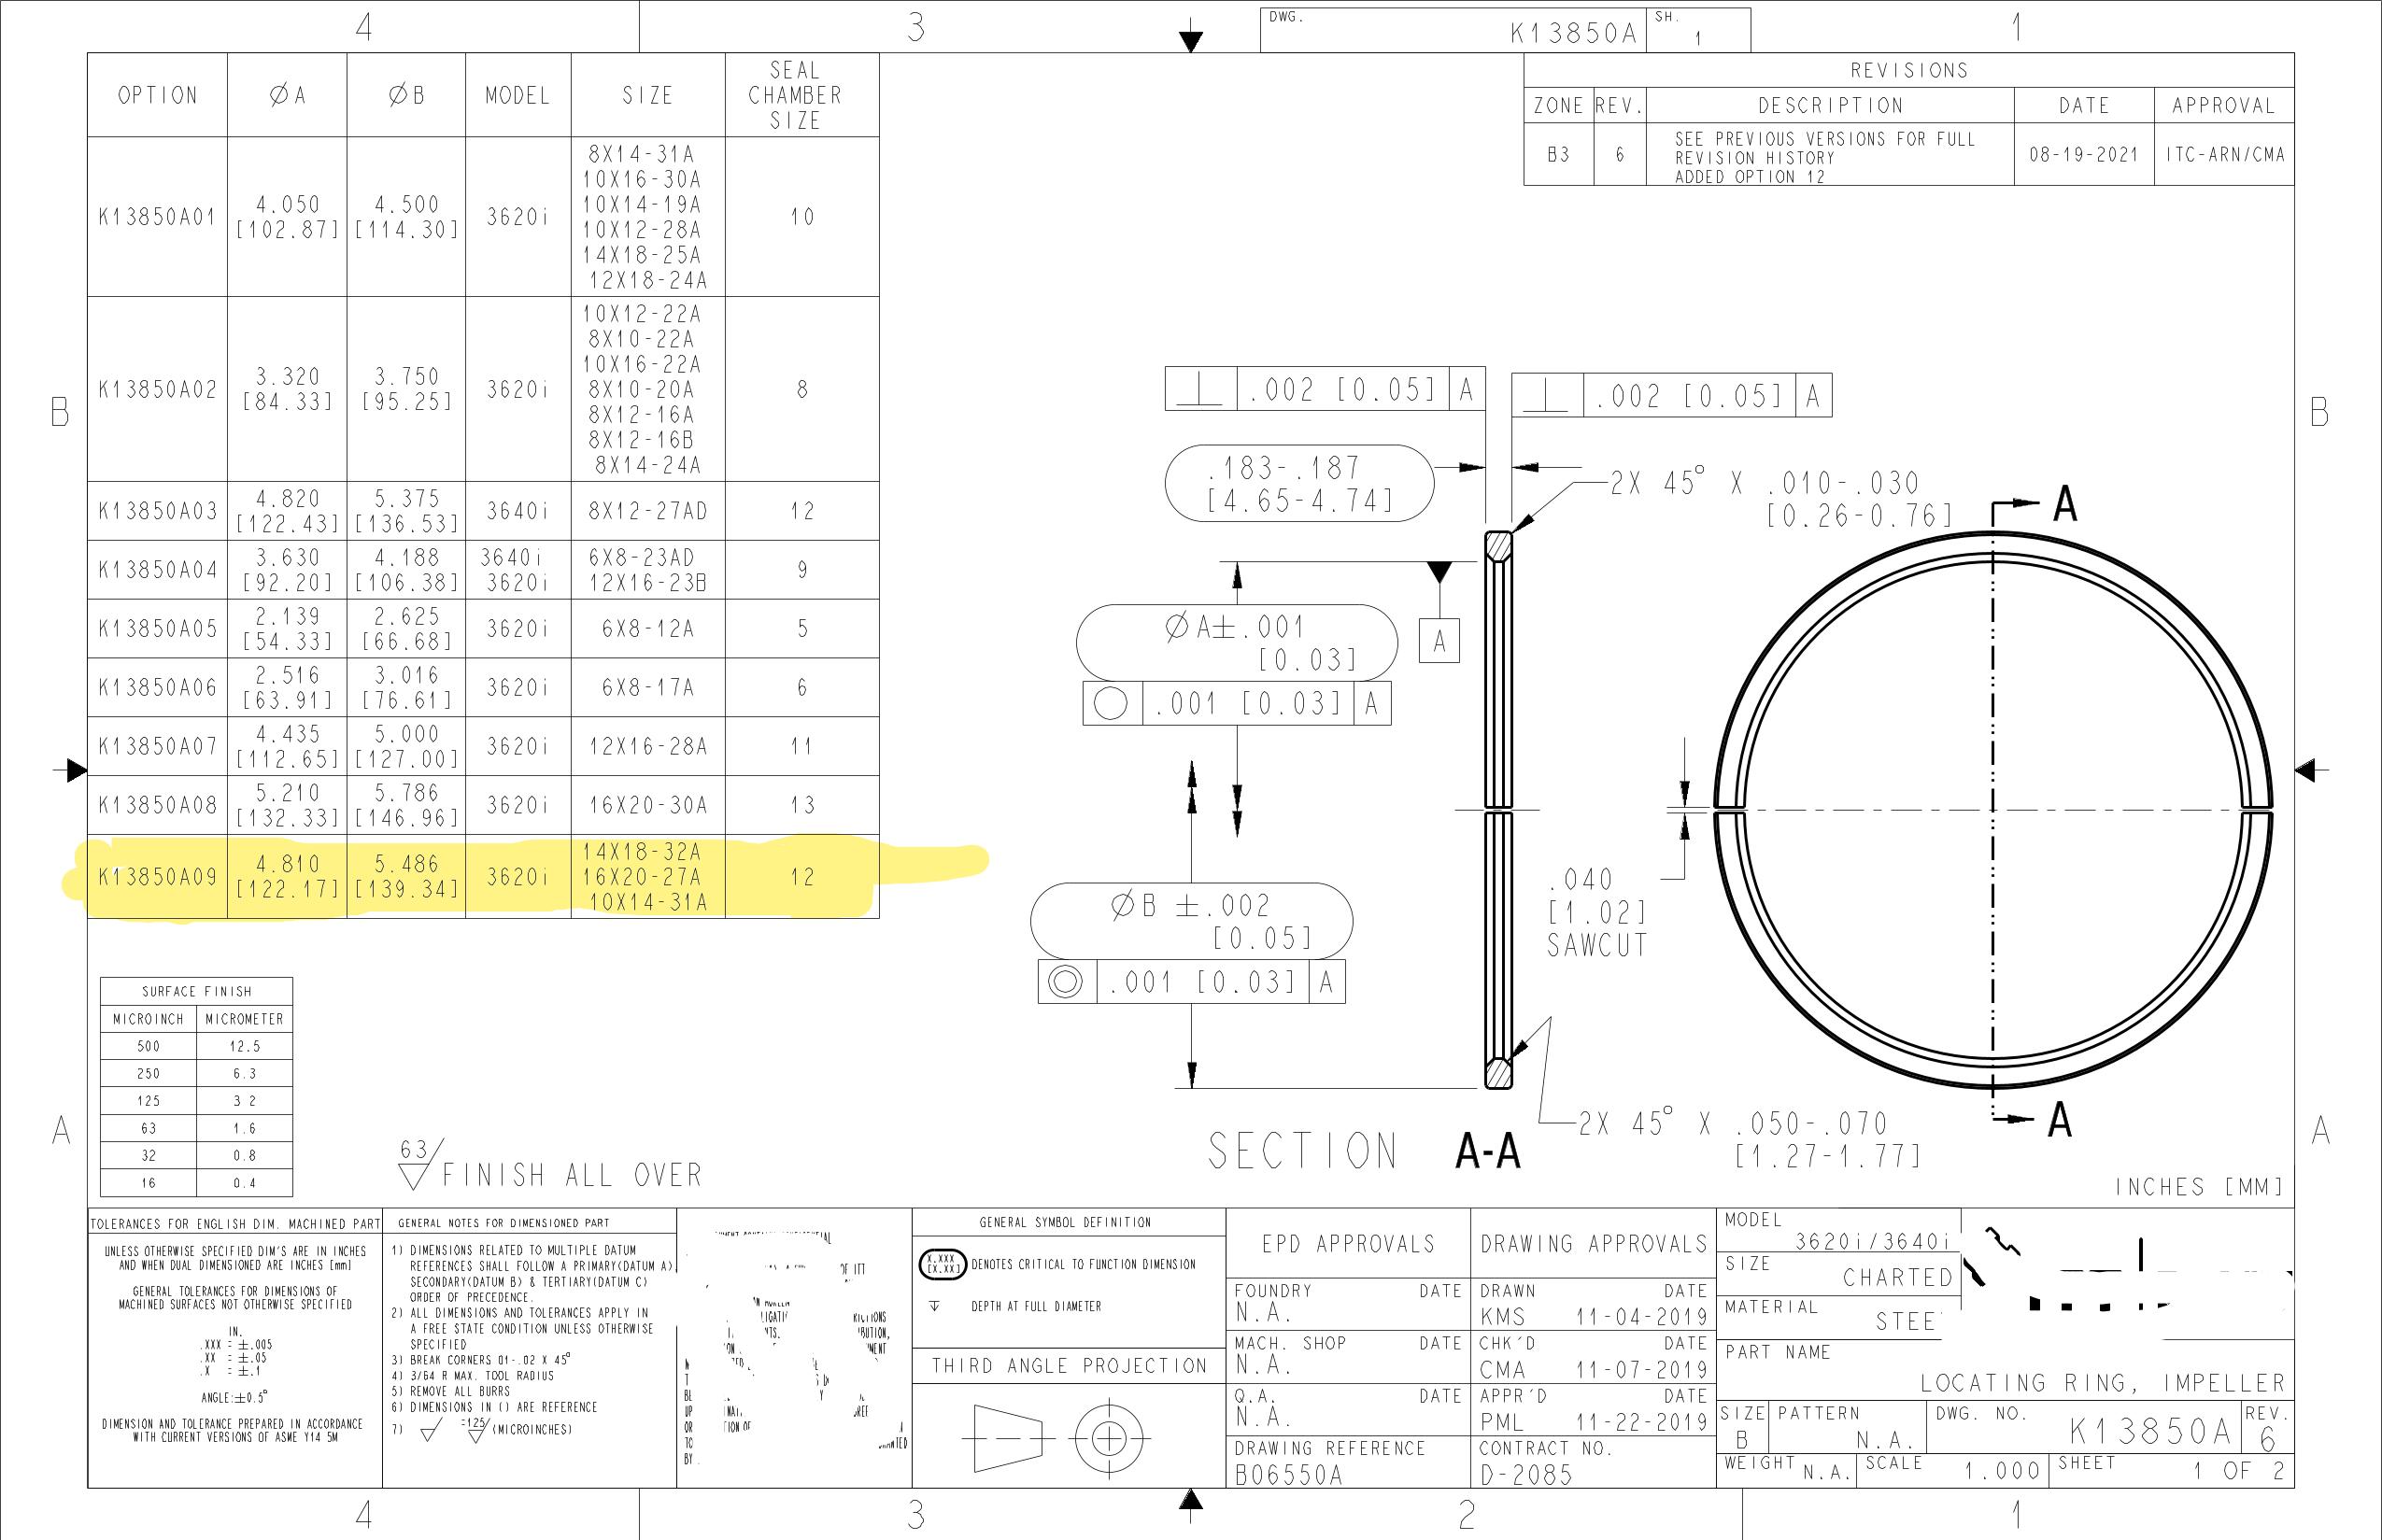 4
3
DWG.
K13850A
SH.
1
1
OPTION ØA ØB MODEL SIZE SEAL CHAMBER SIZE
K13850A01 4.050 [102.87] 4.500 [114.30] 3620i 10
8X14-31A
10X16-30A
10X14-19A
10X12-28A
14X18-25A
12X18-24A
K13850A02 3.320 [84.33] 3.750 [95.25] 3620i 8
10X12-22A
8X10-22A
10X16-22A
8X10-20A
8X12-16A
8X12-16B
8X14-24A
K13850A03 4.820 [122.43] 5.375 [136.53] 3640i 8X12-27AD 12
K13850A04 3.630 [92.20] 4.188 [106.38] 3640i 3620i 6X8-23AD 12X16-23B 9
K13850A05 2.139 [54.33] 2.625 [66.68] 3620i 6X8-12A 5
K13850A06 2.516 [63.91] 3.016 [76.61] 3620i 6X8-17A 6
K13850A07 4.435 [112.65] 5.000 [127.00] 3620i 12X16-28A 11
K13850A08 5.210 [132.33] 5.786 [146.96] 3620i 16X20-30A 13
K13850A09 4.810 [122.17] 5.486 [139.34] 3620i 14X18-32A 16X20-27A 10X14-31A 12
REVISIONS
ZONE REV. DESCRIPTION DATE APPROVAL
B3 6 SEE PREVIOUS VERSIONS FOR FULL
REVISION HISTORY
ADDED OPTION 12
08-19-2021 ITC-ARN/CMA
B
B
⊥ .002 [0.05] A
⊥ .002 [0.05] A
.183-.187
[4.65-4.74]
2X 45° X .010-.030
[0.26-0.76]
A
ØA±.001
[0.03]
○ .001 [0.03] A
A
ØB ±.002
[0.05]
◎ .001 [0.03] A
.040
[1.02]
SAWCUT
2X 45° X .050-.070
[1.27-1.77]
A
SECTION A-A
INCHES [MM]
A
A
SURFACE FINISH
MICROINCH MICROMETER
500 12.5
250 6.3
125 3 2
63 1.6
32 0.8
16 0.4
63
FINISH ALL OVER
TOLERANCES FOR ENGLISH DIM. MACHINED PART
UNLESS OTHERWISE SPECIFIED DIM'S ARE IN INCHES
AND WHEN DUAL DIMENSIONED ARE INCHES [mm]
GENERAL TOLERANCES FOR DIMENSIONS OF
MACHINED SURFACES NOT OTHERWISE SPECIFIED
IN.
.XXX = ±.005
.XX = ±.05
.X = ±.1
ANGLE:±0.5°
DIMENSION AND TOLERANCE PREPARED IN ACCORDANCE
WITH CURRENT VERSIONS OF ASME Y14 5M
GENERAL NOTES FOR DIMENSIONED PART
1) DIMENSIONS RELATED TO MULTIPLE DATUM
REFERENCES SHALL FOLLOW A PRIMARY(DATUM A)
SECONDARY(DATUM B) & TERTIARY(DATUM C)
ORDER OF PRECEDENCE.
2) ALL DIMENSIONS AND TOLERANCES APPLY IN
A FREE STATE CONDITION UNLESS OTHERWISE
SPECIFIED
3) BREAK CORNERS 01-.02 X 45°
4) 3/64 R MAX. TOOL RADIUS
5) REMOVE ALL BURRS
6) DIMENSIONS IN () ARE REFERENCE
7) =125 (MICROINCHES)
OF ITT
GENERAL SYMBOL DEFINITION
X.XXX
[X.XX]
DENOTES CRITICAL TO FUNCTION DIMENSION
DEPTH AT FULL DIAMETER
THIRD ANGLE PROJECTION
EPD APPROVALS
FOUNDRY DATE
N.A.
MACH. SHOP DATE
N.A.
Q.A. DATE
N.A.
DRAWING REFERENCE
B06550A
DRAWING APPROVALS
DRAWN DATE
KMS 11-04-2019
CHK'D DATE
CMA 11-07-2019
APPR'D DATE
PML 11-22-2019
CONTRACT NO.
D-2085
MODEL
3620i/3640i
SIZE
CHARTED
MATERIAL
PART NAME
LOCATING RING, IMPELLER
SIZE
B
PATTERN
N.A.
DWG. NO.
K13850A
REV.
6
WEIGHT N.A.
SCALE 1.000
SHEET 1 OF 2
4
3
2
1